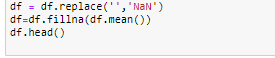 df = df.replace('','NaN')
df=df.fillna(df.mean())
df.head()